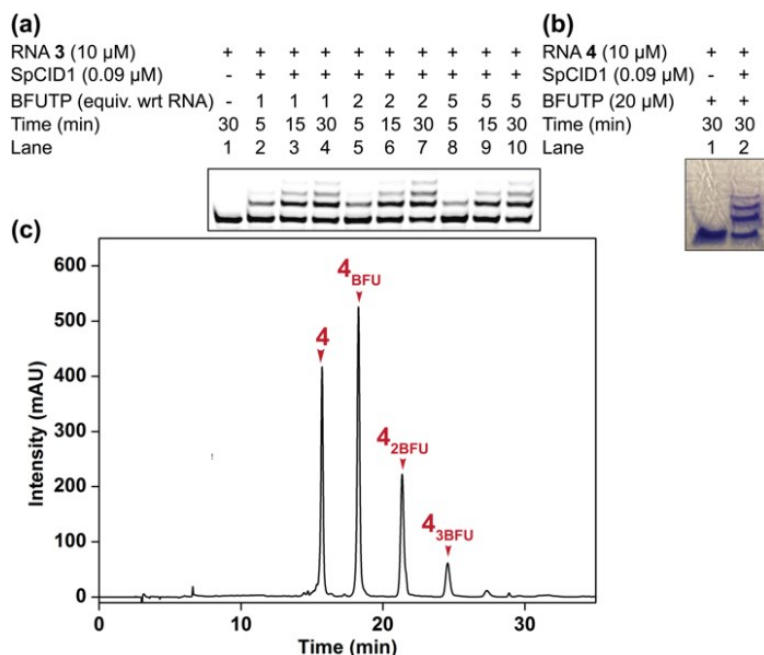 (a)
RNA 3 (10 µM) + + + + + + + + + +
SpCID1 (0.09 µM) - + + + + + + + + +
BFUTP (equiv. wrt RNA) - 1 1 1 2 2 2 5 5 5
Time (min) 30 5 15 30 5 15 30 5 15 30
Lane 1 2 3 4 5 6 7 8 9 10
(b)
RNA 4 (10 µM) + +
SpCID1 (0.09 µM) - +
BFUTP (20 µM) + +
Time (min) 30 30
Lane 1 2
(c)
600
500
400
300
200
100
0
Intensity (mAU)
4
4BFU
42BFU
43BFU
0 10 20 30
Time (min)